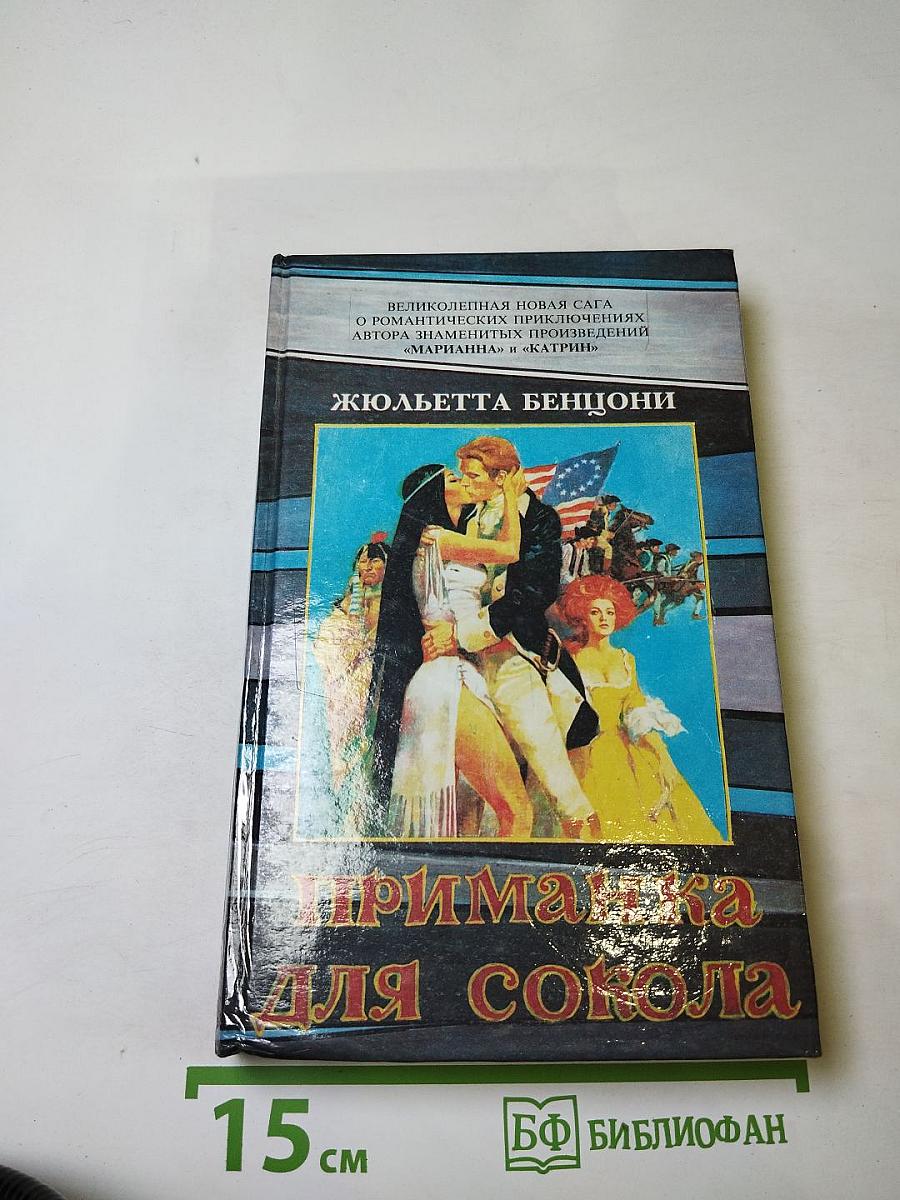 ВЕЛИКОЛЕПНАЯ НОВАЯ САГА
О РОМАНТИЧЕСКИХ ПРИКЛЮЧЕНИЯХ
АВТОРА ЗНАМЕНИТЫХ ПРОИЗВЕДЕНИЙ
«МАРИАННА» и «КАТРИН»
ЖЮЛЬЕТТА БЕНЦОНИ
ПРИМАНКА
ДЛЯ СОКОЛА
15 см
БФ БИБЛИОФАН